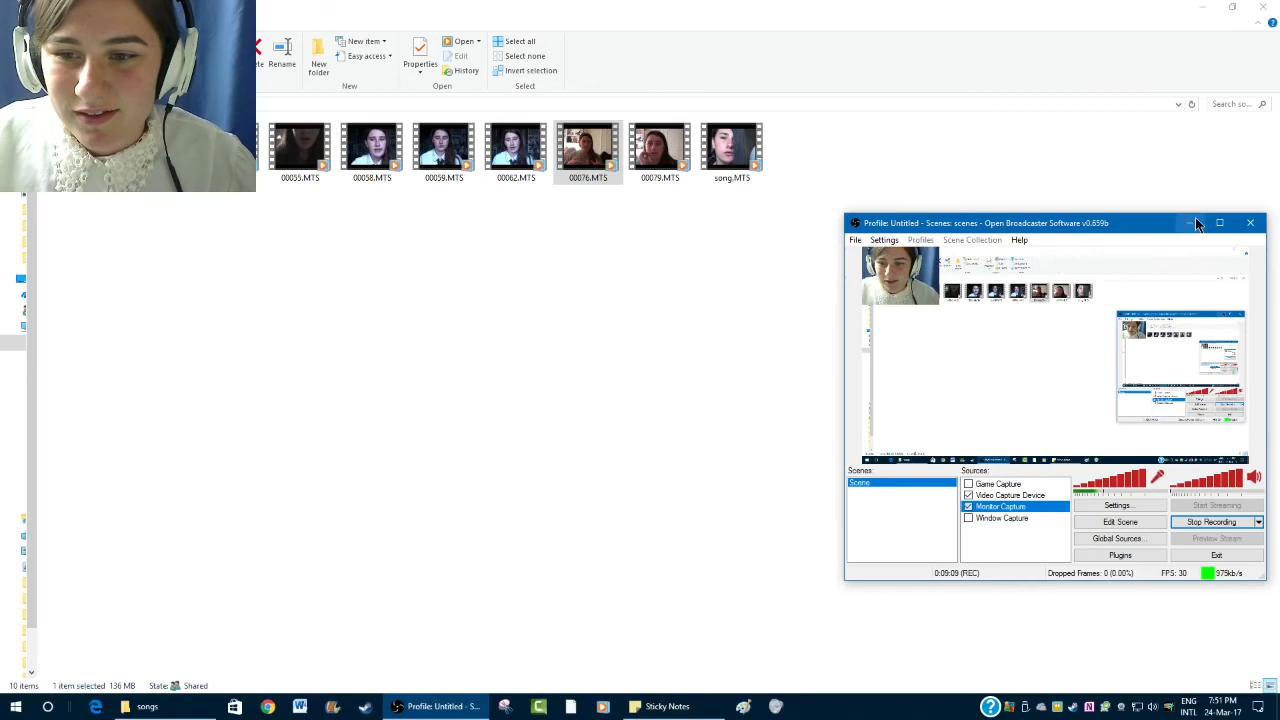 New item
Open
Select all
Easy access
Edit
Select none
Rename
New
folder
Properties
History
Invert selection
New
Open
Select
Search so...
00055.MTS
00058.MTS
00059.MTS
00062.MTS
00076.MTS
00079.MTS
song.MTS
Profile: Untitled - Scenes: scenes - Open Broadcaster Software v0.659b
File
Settings
Profiles
Scene Collection
Help
Scenes:
Sources:
Scene
Game Capture
Video Capture Device
Monitor Capture
Window Capture
Settings...
Start Streaming
Edit Scene
Stop Recording
Global Sources...
Preview Stream
Plugins
Exit
0:09:09 (REC)
Dropped Frames: 0 (0.00%)
FPS: 30
975kb/s
10 items
1 item selected 136 MB
State:
Shared
songs
Profile: Untitled - S...
Sticky Notes
ENG
INTL
7:51 PM
24-Mar-17